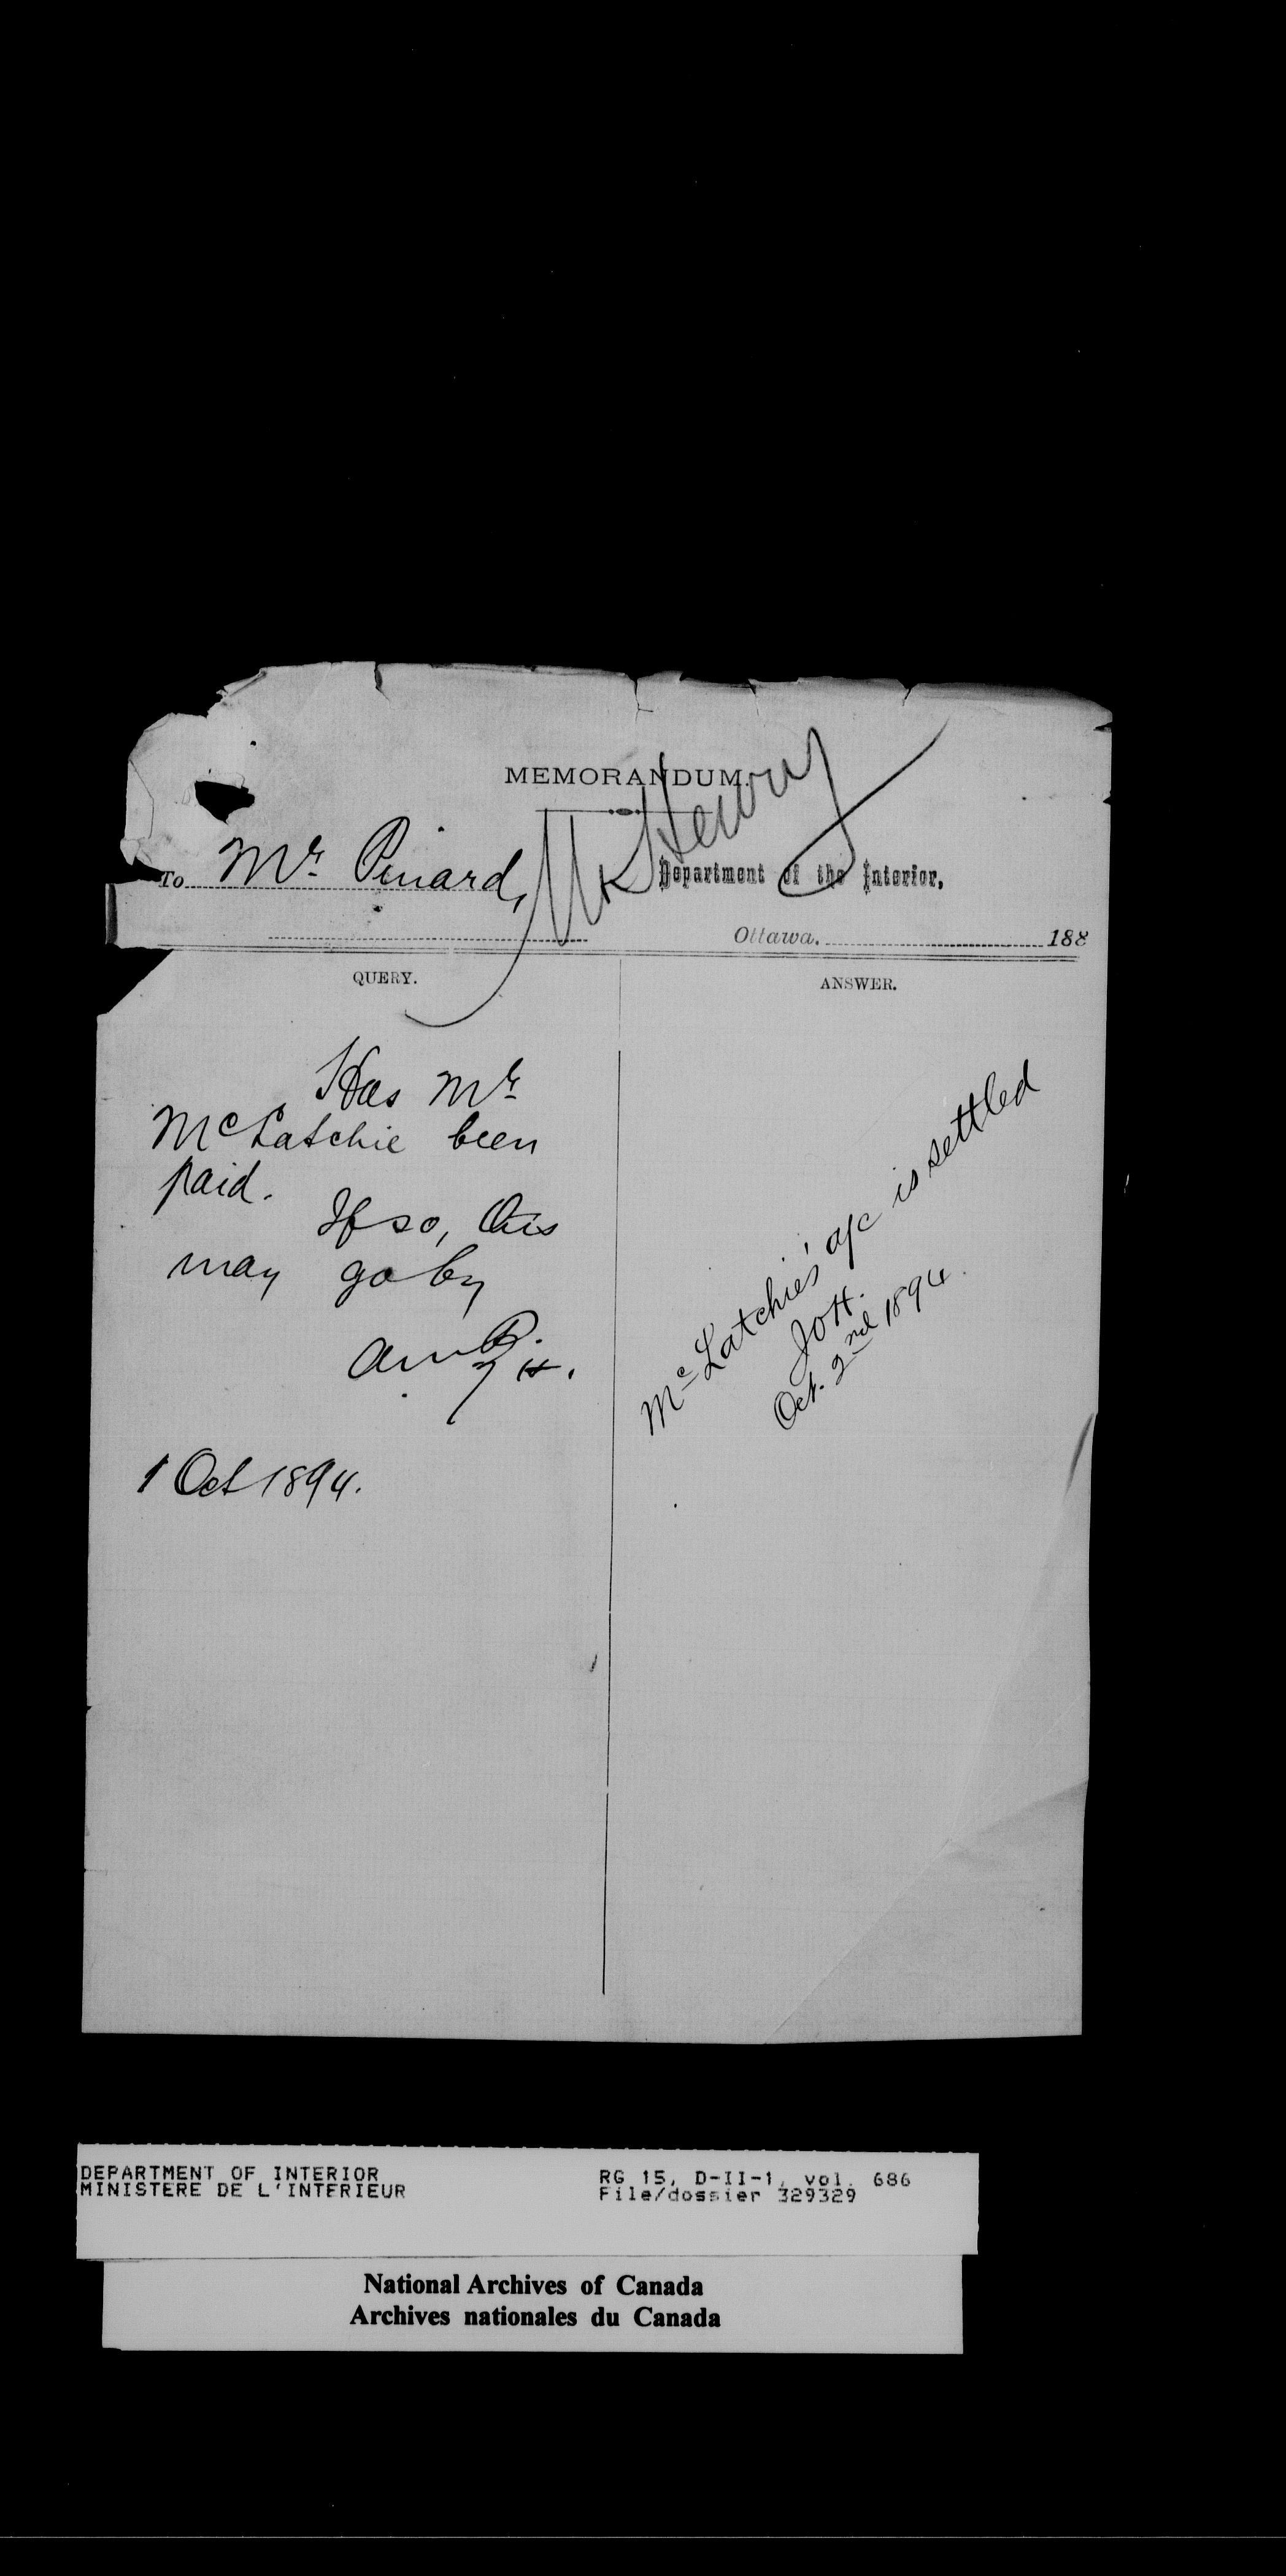 MEMORANDUM.
Mr Henry
To Mr. Pinard,
Department of the Interior,
Ottawa. 188
QUERY.
ANSWER.
Has Mr.
McLatchie been
paid.
If so, this
may go by
1 Oct 1894.
McLatchie's a/c is settled
Oct. 2nd 1894.
DEPARTMENT OF INTERIOR
MINISTERE DE L'INTERIEUR
RG 15, D-II-1, vol. 686
File/dossier 329329
National Archives of Canada
Archives nationales du Canada